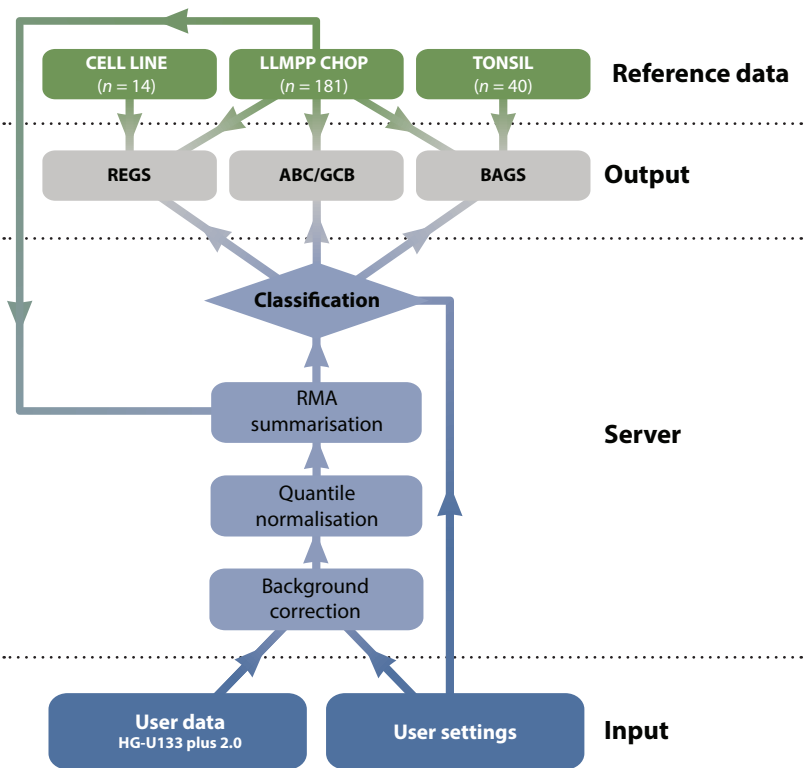 CELL LINE
(n = 14)
LLMPP CHOP
(n = 181)
TONSIL
(n = 40)
Reference data
REGS
ABC/GCB
BAGS
Output
Classification
RMA
summarisation
Server
Quantile
normalisation
Background
correction
User data
HG-U133 plus 2.0
User settings
Input